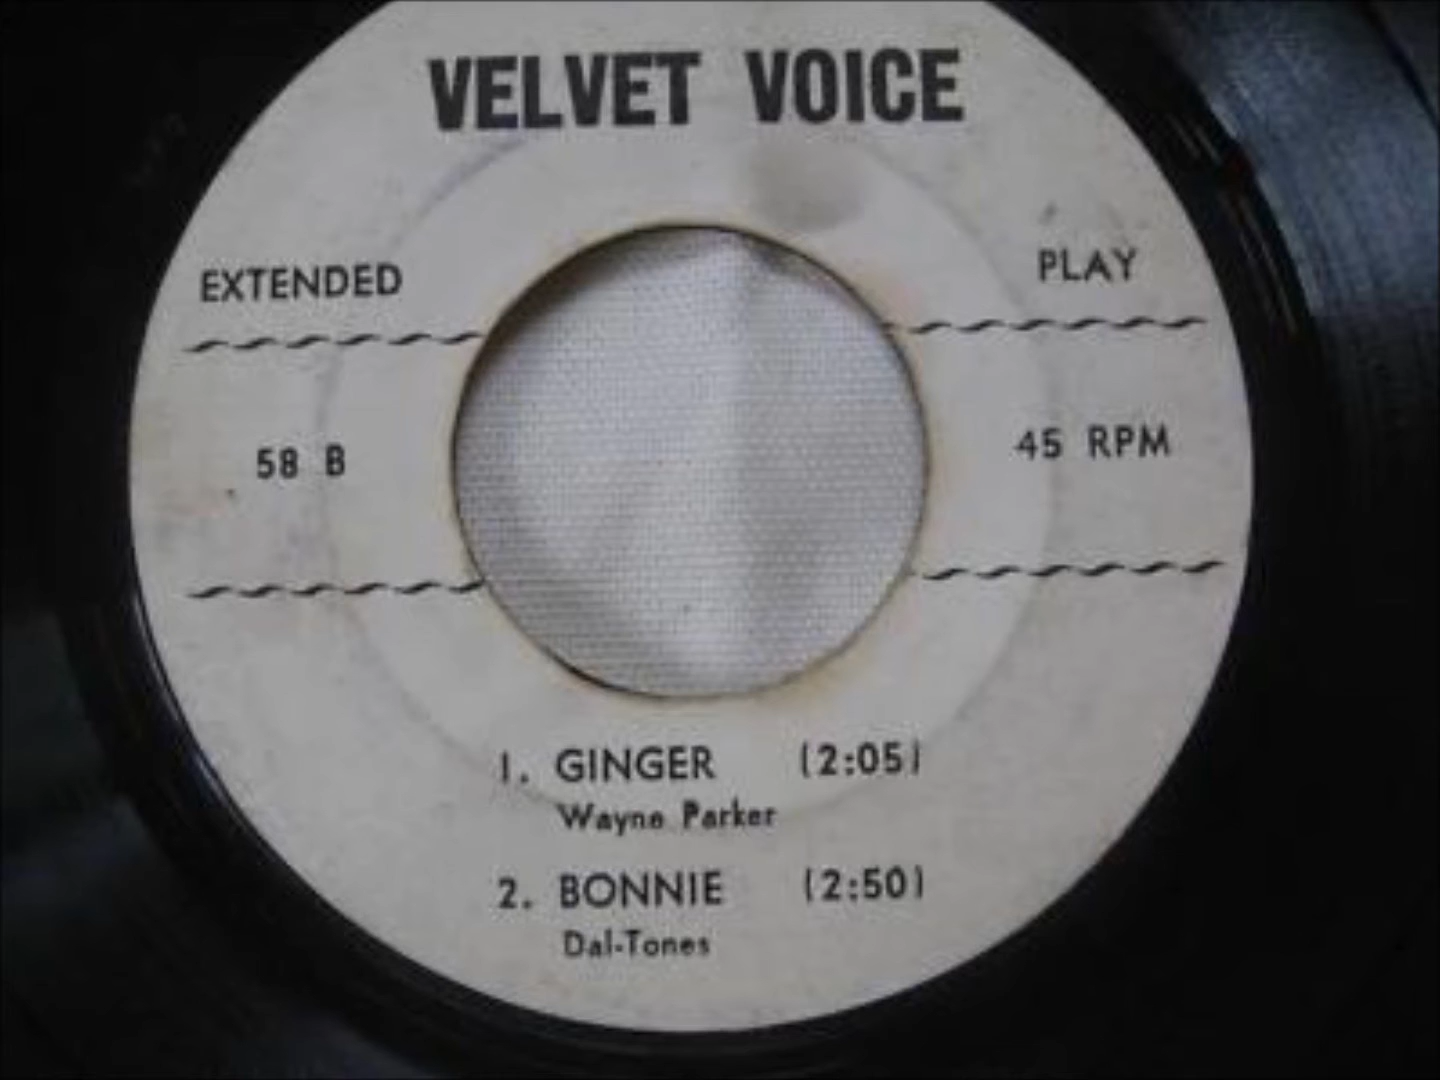 VELVET VOICE
EXTENDED PLAY
58 B 45 RPM
1. GINGER (2:05)
Wayne Parker
2. BONNIE (2:50)
Dal-Tones